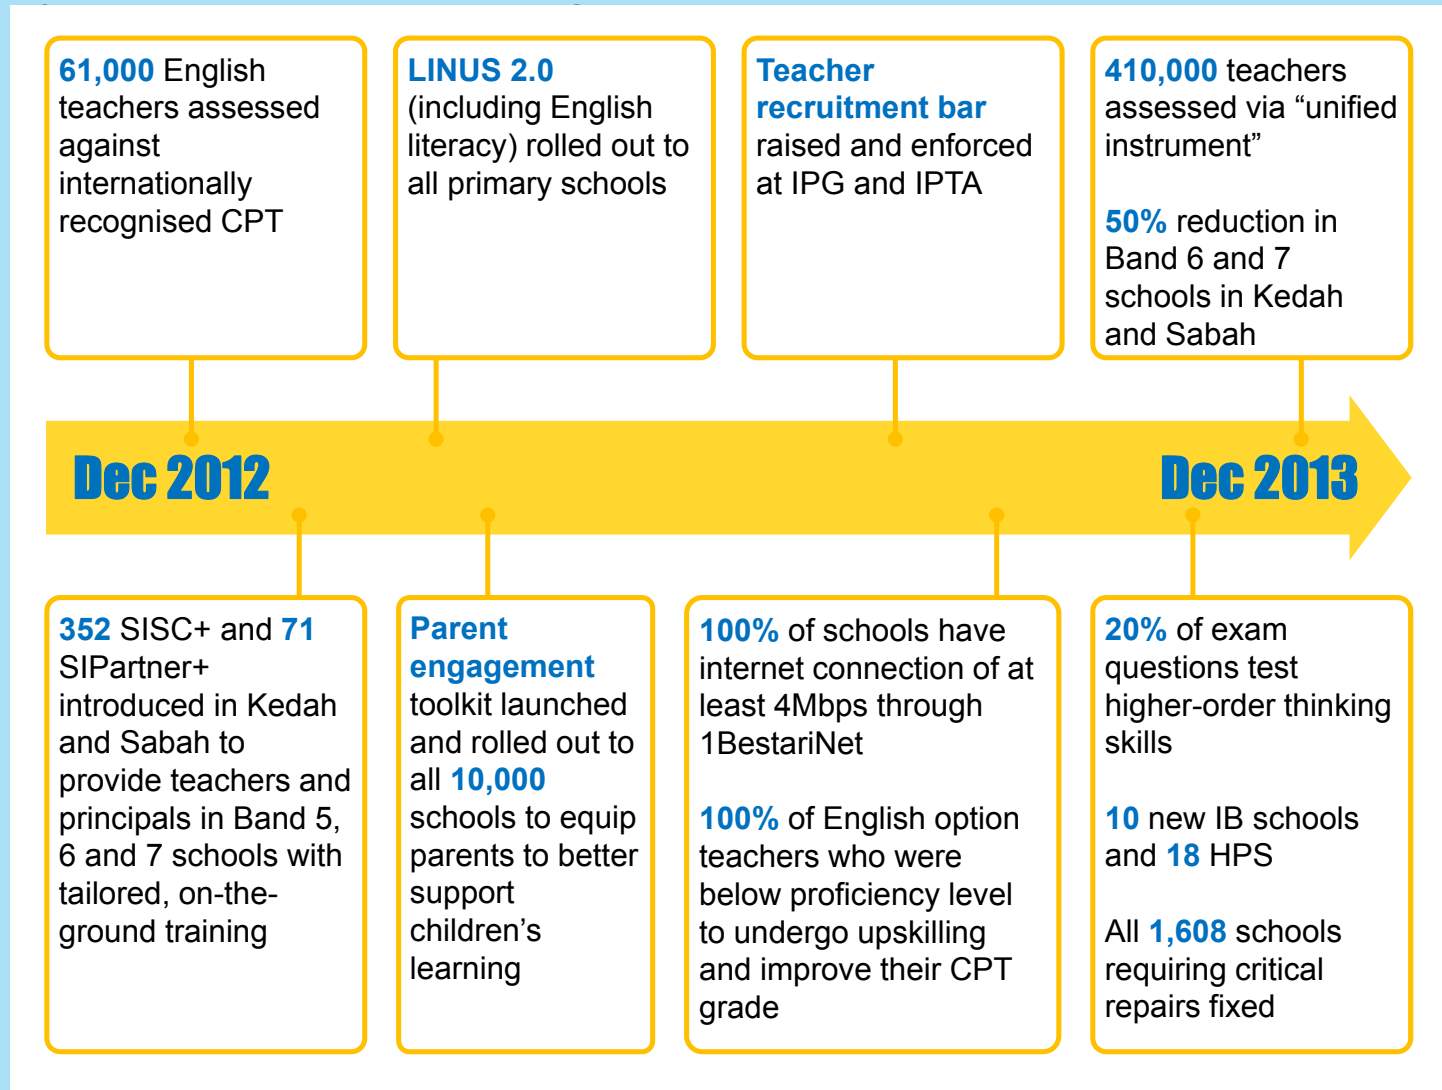 61,000 English
teachers assessed
against
internationally
recognised CPT
LINUS 2.0
(including English
literacy) rolled out to
all primary schools
Teacher
recruitment bar
raised and enforced
at IPG and IPTA
410,000 teachers
assessed via “unified
instrument”
50% reduction in
Band 6 and 7
schools in Kedah
and Sabah
Dec 2012
Dec 2013
352 SISC+ and 71
SIPartner+
introduced in Kedah
and Sabah to
provide teachers and
principals in Band 5,
6 and 7 schools with
tailored, on-the-
ground training
Parent
engagement
toolkit launched
and rolled out to
all 10,000
schools to equip
parents to better
support
children’s
learning
100% of schools have
internet connection of at
least 4Mbps through
1BestariNet
100% of English option
teachers who were
below proficiency level
to undergo upskilling
and improve their CPT
grade
20% of exam
questions test
higher-order thinking
skills
10 new IB schools
and 18 HPS
All 1,608 schools
requiring critical
repairs fixed